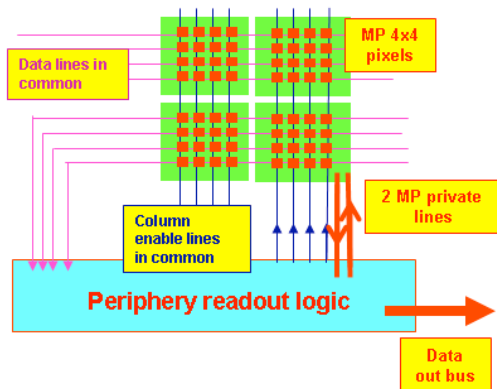 MP 4x4
pixels
Data lines in
common
2 MP private
lines
Column
enable lines
in common
Periphery readout logic
Data
out bus